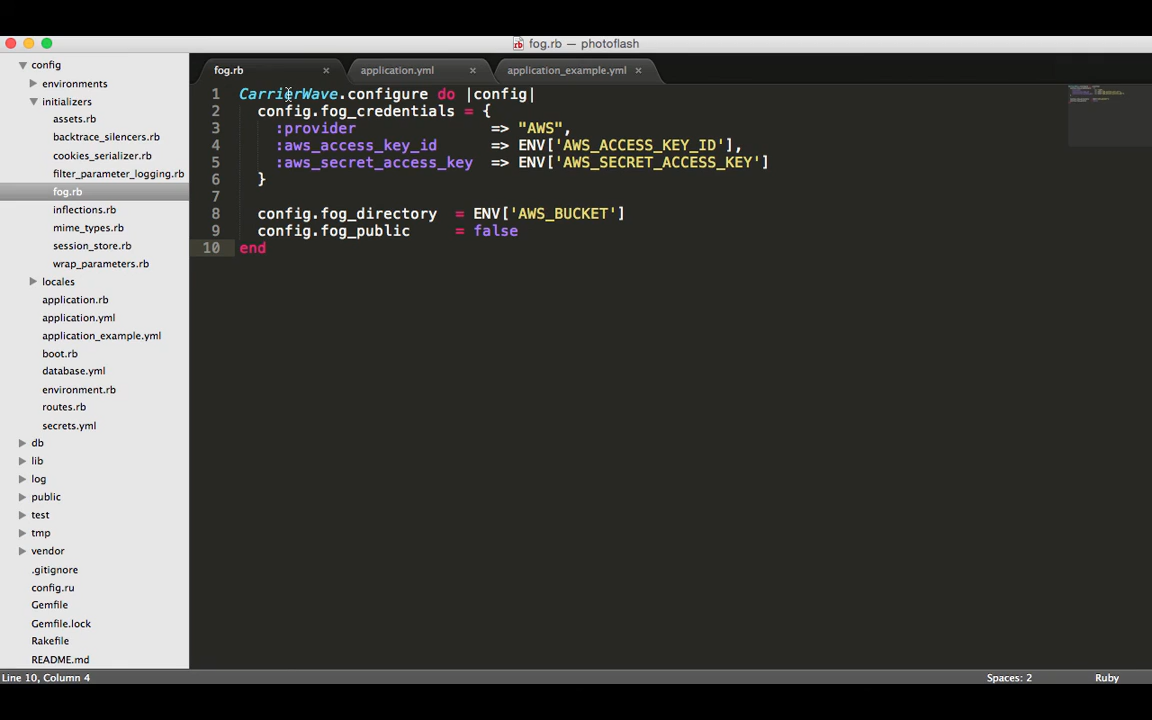 fog.rb — photoflash
fog.rb × application.yml × application_example.yml ×
config
environments
initializers
assets.rb
backtrace_silencers.rb
cookies_serializer.rb
filter_parameter_logging.rb
fog.rb
inflections.rb
mime_types.rb
session_store.rb
wrap_parameters.rb
locales
application.rb
application.yml
application_example.yml
boot.rb
database.yml
environment.rb
routes.rb
secrets.yml
db
lib
log
public
test
tmp
vendor
.gitignore
config.ru
Gemfile
Gemfile.lock
Rakefile
README.md
1 CarrierWave.configure do |config|
2 config.fog_credentials = {
3 :provider => "AWS",
4 :aws_access_key_id => ENV['AWS_ACCESS_KEY_ID'],
5 :aws_secret_access_key => ENV['AWS_SECRET_ACCESS_KEY']
6 }
7
8 config.fog_directory = ENV['AWS_BUCKET']
9 config.fog_public = false
10 end
Line 10, Column 4 Spaces: 2 Ruby